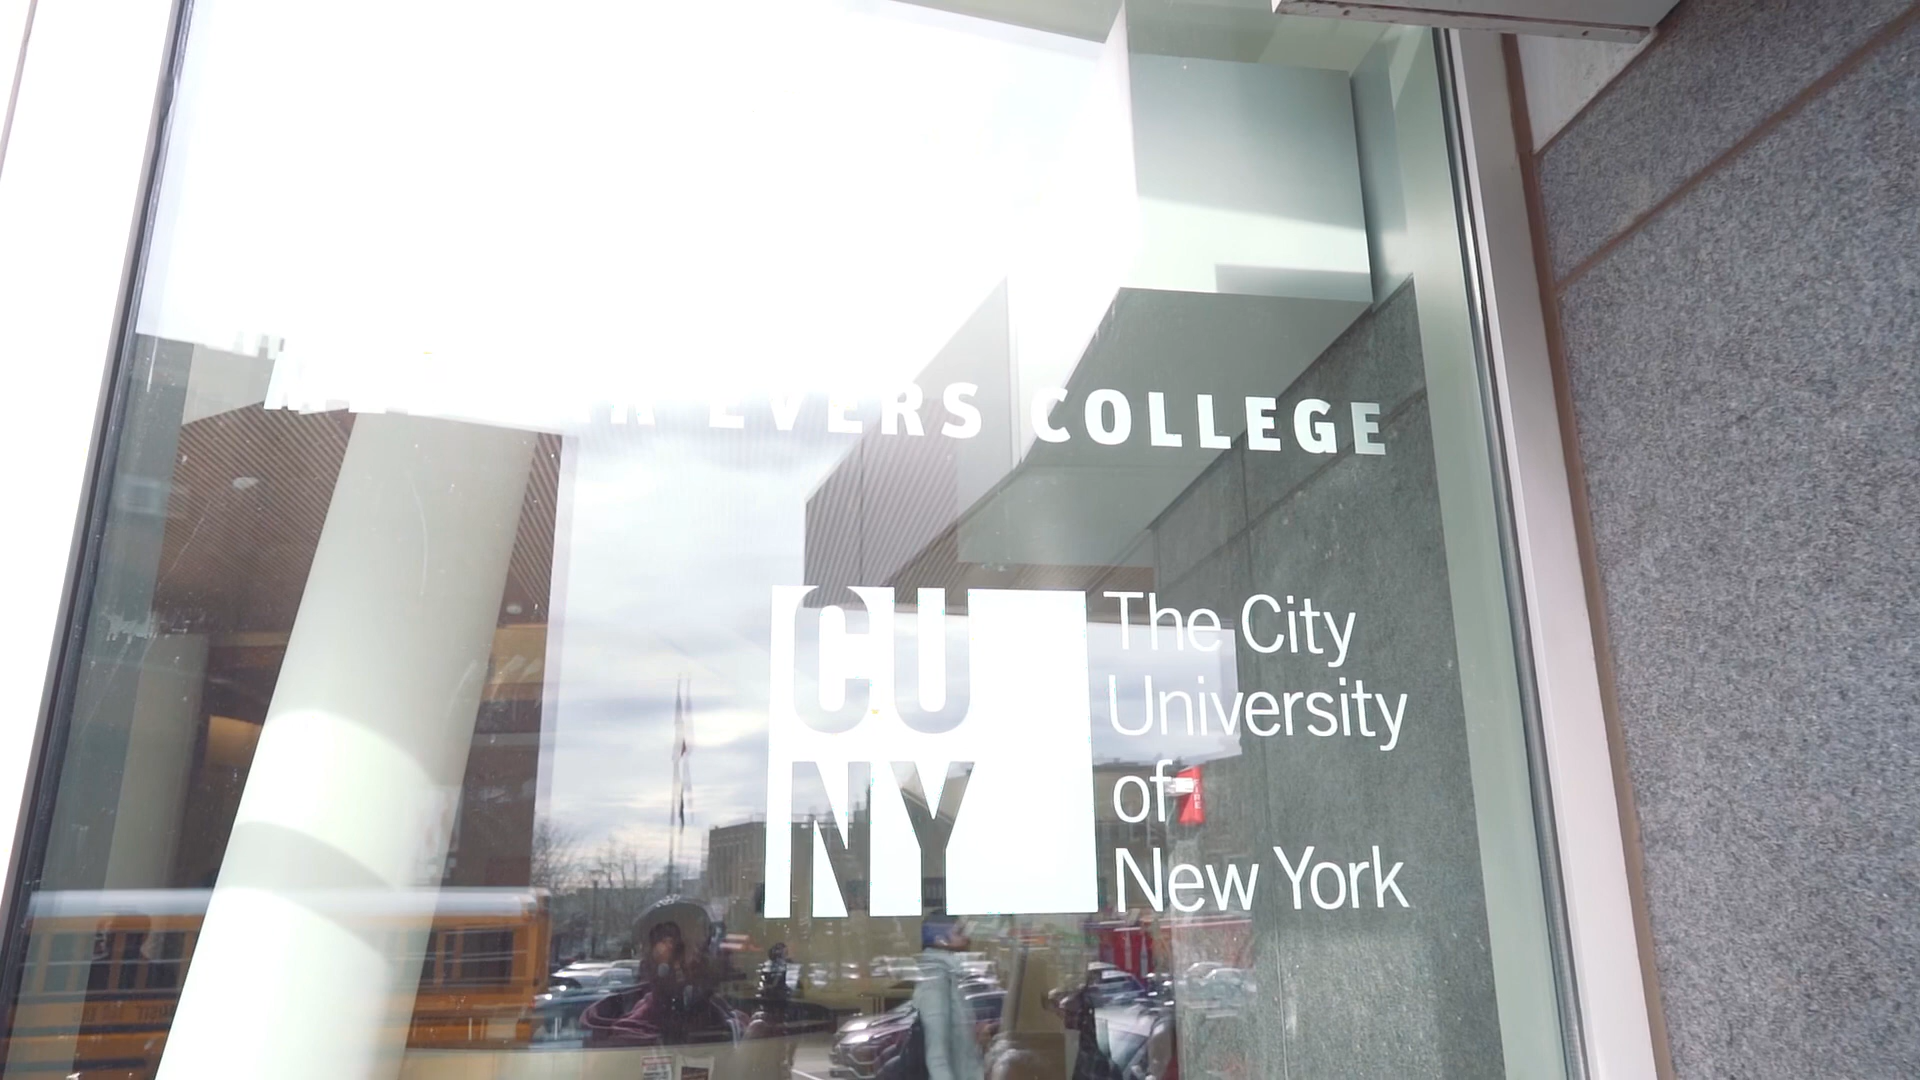 EVERS COLLEGE
CU
NY
The City
University
of
New York